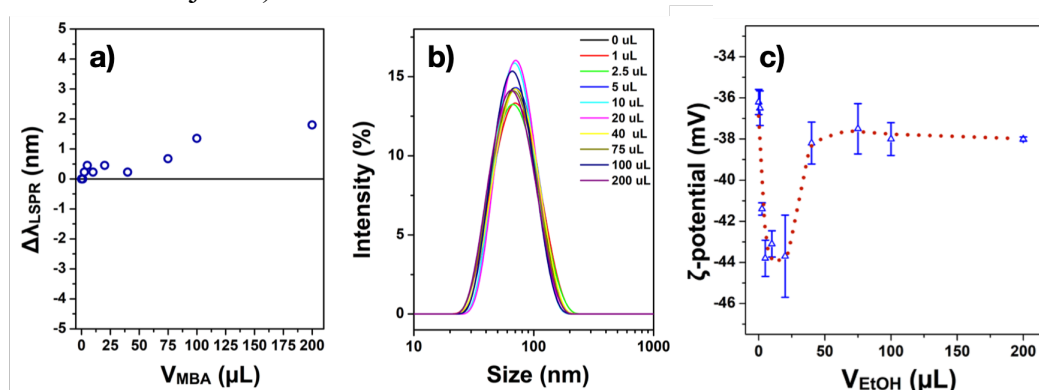 a)
5
4
3
2
1
0
-1
-2
-3
-4
-5
ΔλLSPR (nm)
0 25 50 75 100 125 150 175 200
VMBA (µL)
b)
15
10
5
0
Intensity (%)
10 100 1000
Size (nm)
0 uL
1 uL
2.5 uL
5 uL
10 uL
20 uL
40 uL
75 uL
100 uL
200 uL
c)
-36
-38
-40
-42
-44
-46
-34
ζ-potential (mV)
0 50 100 150 200
VEtOH (µL)